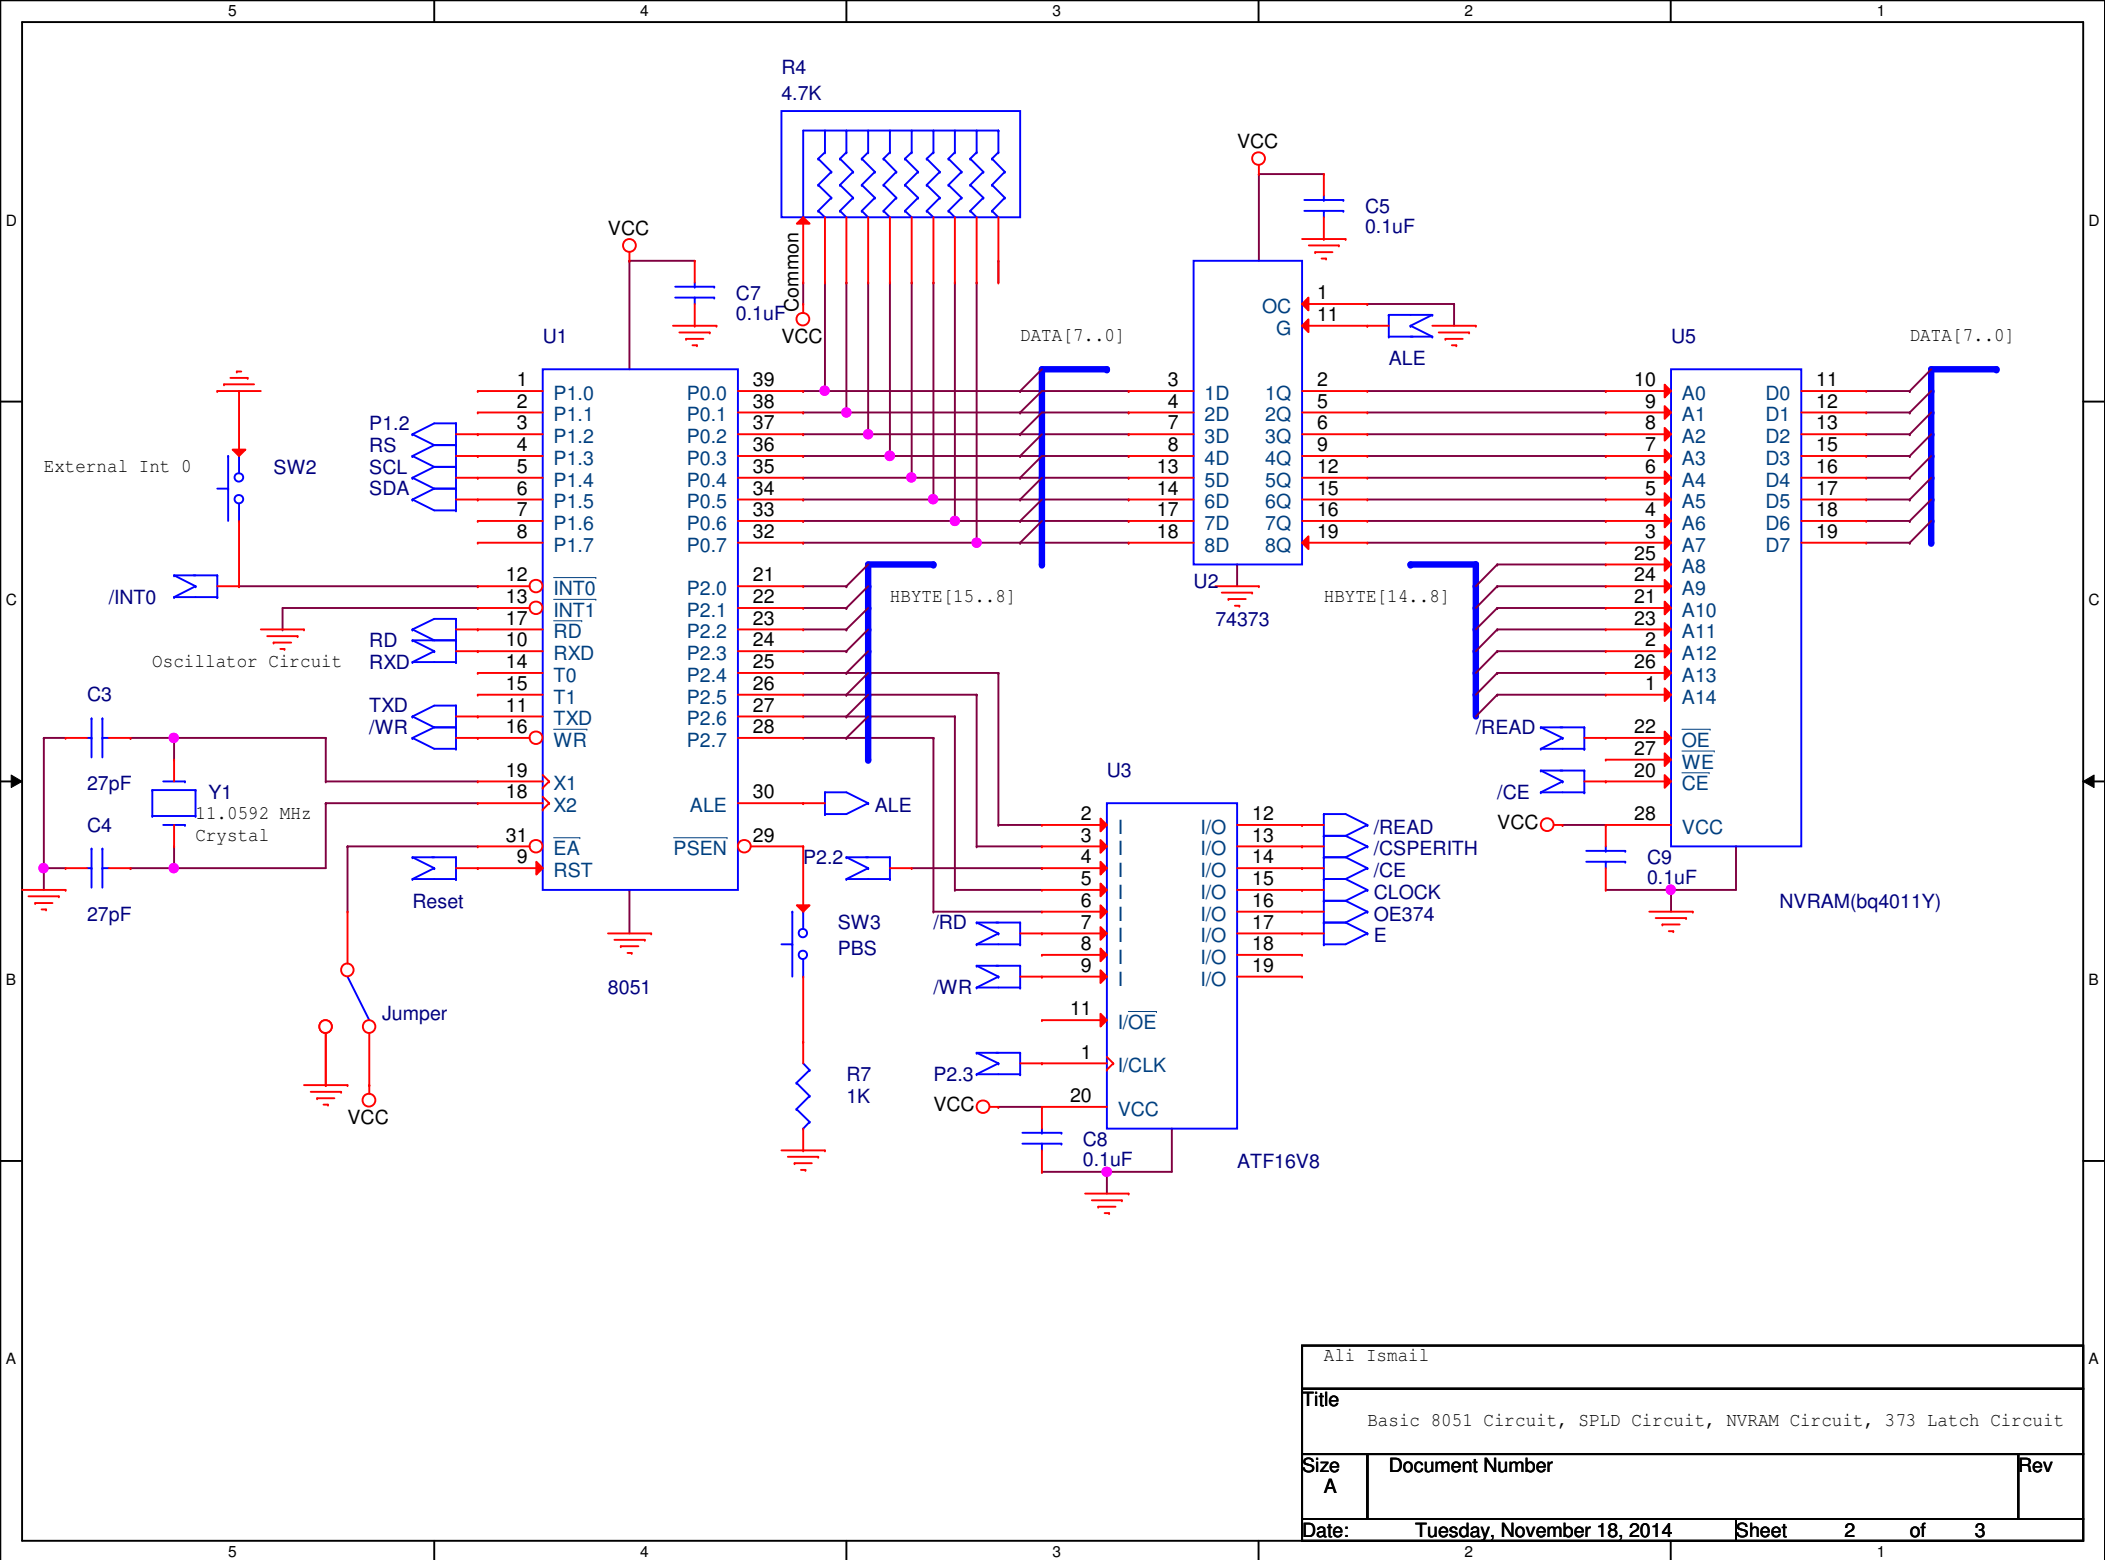 5 4 3 2 1
D D
C C
B B
A A
R4
4.7K
Common
VCC
VCC
C7
0.1uF
VCC
C5
0.1uF
U1
1 P1.0
2 P1.1
P1.2 3 P1.2
RS 4 P1.3
SCL 5 P1.4
SDA 6 P1.5
7 P1.6
8 P1.7
12 INT0
13 INT1
RD 17 RD
RXD 10 RXD
14 T0
15 T1
TXD 11 TXD
/WR 16 WR
19 X1
18 X2
31 EA
9 RST
Reset
P0.0 39
P0.1 38
P0.2 37
P0.3 36
P0.4 35
P0.5 34
P0.6 33
P0.7 32
P2.0 21
P2.1 22
P2.2 23
P2.3 24
P2.4 25
P2.5 26
P2.6 27
P2.7 28
ALE 30 ALE
PSEN 29
8051
External Int 0
SW2
/INT0
Oscillator Circuit
C3
27pF
Y1
11.0592 MHz
Crystal
C4
27pF
Jumper
VCC
SW3
PBS
R7
1K
DATA[7..0]
HBYTE[15..8]
OC 1
G 11
ALE
3 1D 1Q 2
4 2D 2Q 5
7 3D 3Q 6
8 4D 4Q 9
13 5D 5Q 12
14 6D 6Q 15
17 7D 7Q 16
18 8D 8Q 19
U2
74373
HBYTE[14..8]
U5
DATA[7..0]
10 A0 D0 11
9 A1 D1 12
8 A2 D2 13
7 A3 D3 15
6 A4 D4 16
5 A5 D5 17
4 A6 D6 18
3 A7 D7 19
25 A8
24 A9
21 A10
23 A11
2 A12
26 A13
1 A14
/READ 22 OE
27 WE
/CE 20 CE
VCC 28 VCC
C9
0.1uF
NVRAM(bq4011Y)
U3
2 I I/O 12 /READ
3 I I/O 13 /CSPERITH
P2.2 4 I I/O 14 /CE
5 I I/O 15 CLOCK
6 I I/O 16 OE374
/RD 7 I I/O 17 E
8 I I/O 18
/WR 9 I I/O 19
11 I/OE
P2.3 1 I/CLK
VCC 20 VCC
C8
0.1uF
ATF16V8
Ali Ismail
Title
Basic 8051 Circuit, SPLD Circuit, NVRAM Circuit, 373 Latch Circuit
Size Document Number Rev
A
Date: Tuesday, November 18, 2014 Sheet 2 of 3
5 4 3 2 1